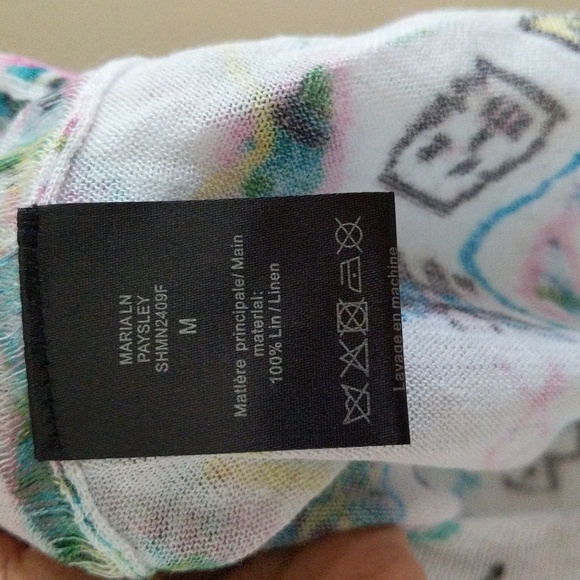 MARIALN
PAYSLEY
SHMN2409F
M
Matière principale/ Main
material:
100% Lin / Linen
Lavage en machine